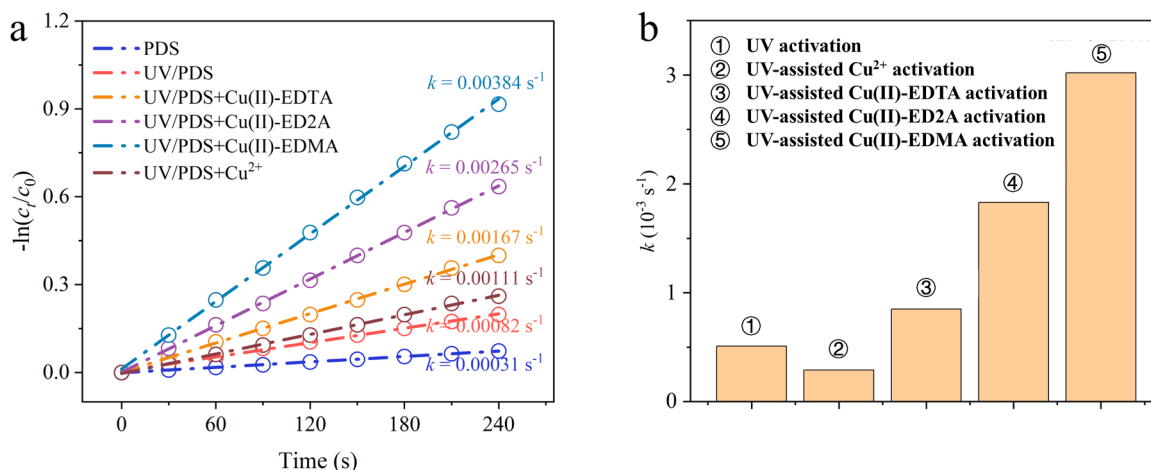 a
1.2
0.9
0.6
0.3
0.0
-ln(cₜ/c₀)
PDS
UV/PDS
UV/PDS+Cu(II)-EDTA
UV/PDS+Cu(II)-ED2A
UV/PDS+Cu(II)-EDMA
UV/PDS+Cu²⁺
k = 0.00384 s⁻¹
k = 0.00265 s⁻¹
k = 0.00167 s⁻¹
k = 0.00111 s⁻¹
k = 0.00082 s⁻¹
k = 0.00031 s⁻¹
0 60 120 180 240
Time (s)
b
① UV activation
② UV-assisted Cu²⁺ activation
③ UV-assisted Cu(II)-EDTA activation
④ UV-assisted Cu(II)-ED2A activation
⑤ UV-assisted Cu(II)-EDMA activation
3
2
1
0
k (10⁻³ s⁻¹)
① ② ③ ④ ⑤